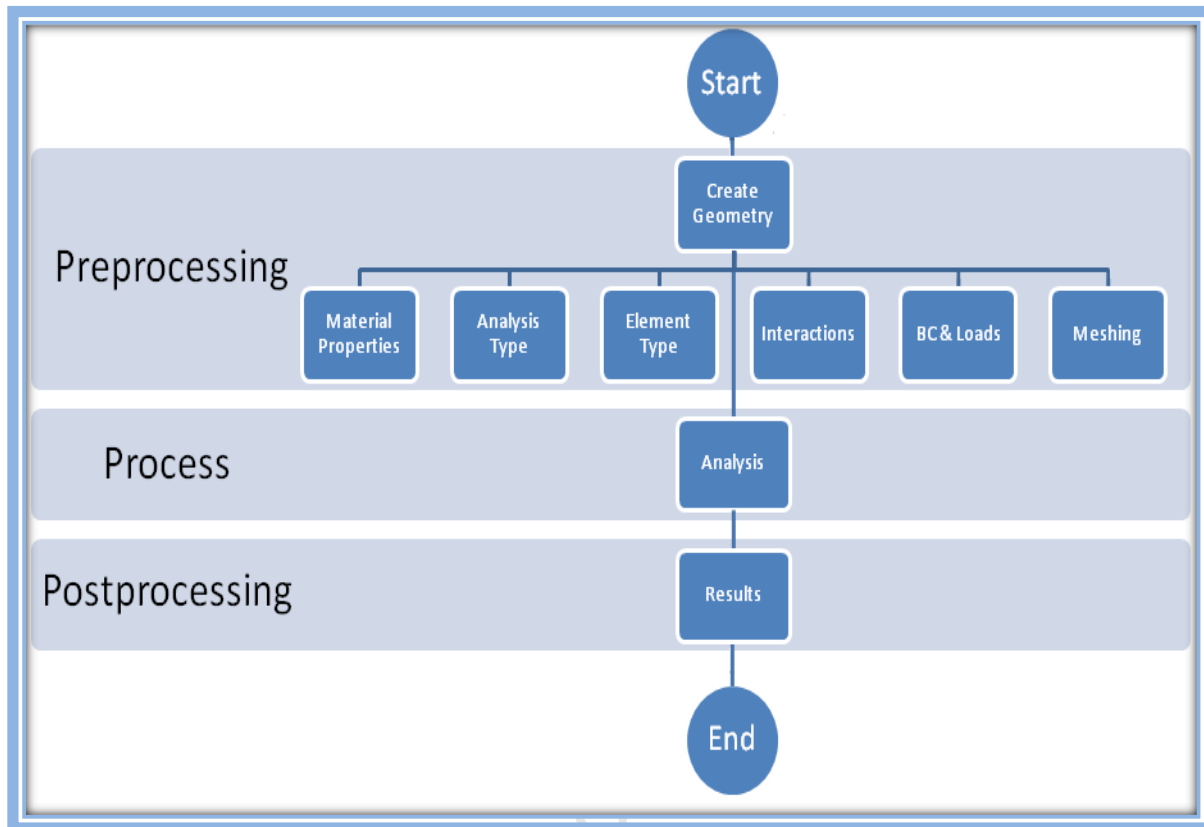 Start
Create
Geometry
Preprocessing
Material
Properties
Analysis
Type
Element
Type
Interactions
BC & Loads
Meshing
Process
Analysis
Postprocessing
Results
End